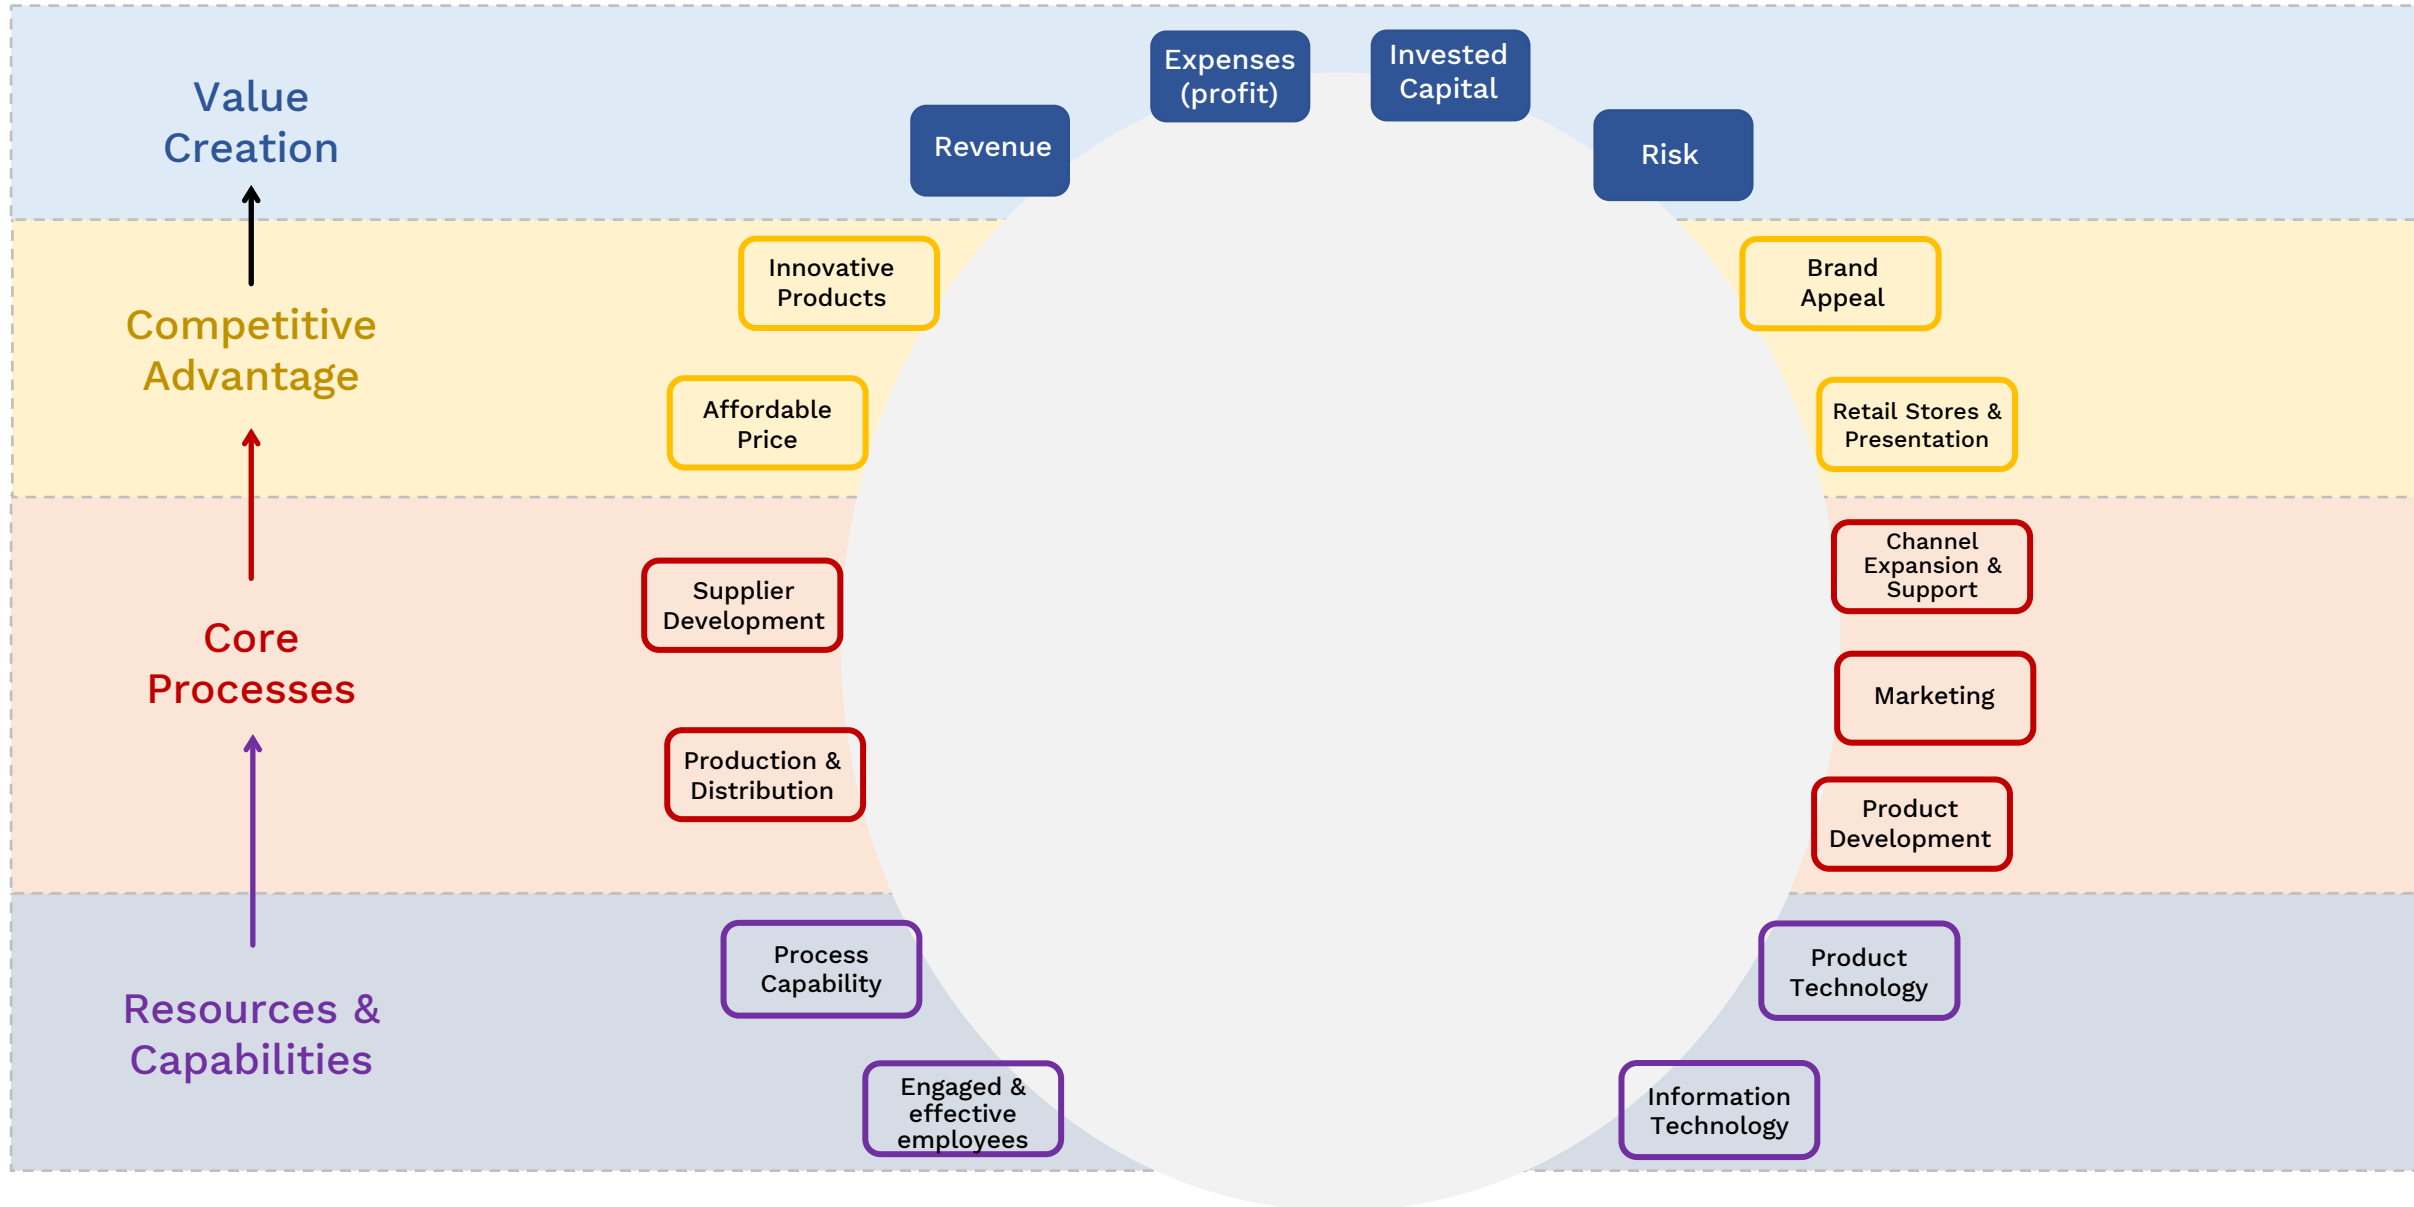 Value
Creation
Expenses
(profit)
Invested
Capital
Revenue
Risk
Competitive
Advantage
Innovative
Products
Brand
Appeal
Affordable
Price
Retail Stores &
Presentation
Core
Processes
Supplier
Development
Channel
Expansion &
Support
Marketing
Production &
Distribution
Product
Development
Resources &
Capabilities
Process
Capability
Product
Technology
Engaged &
effective
employees
Information
Technology